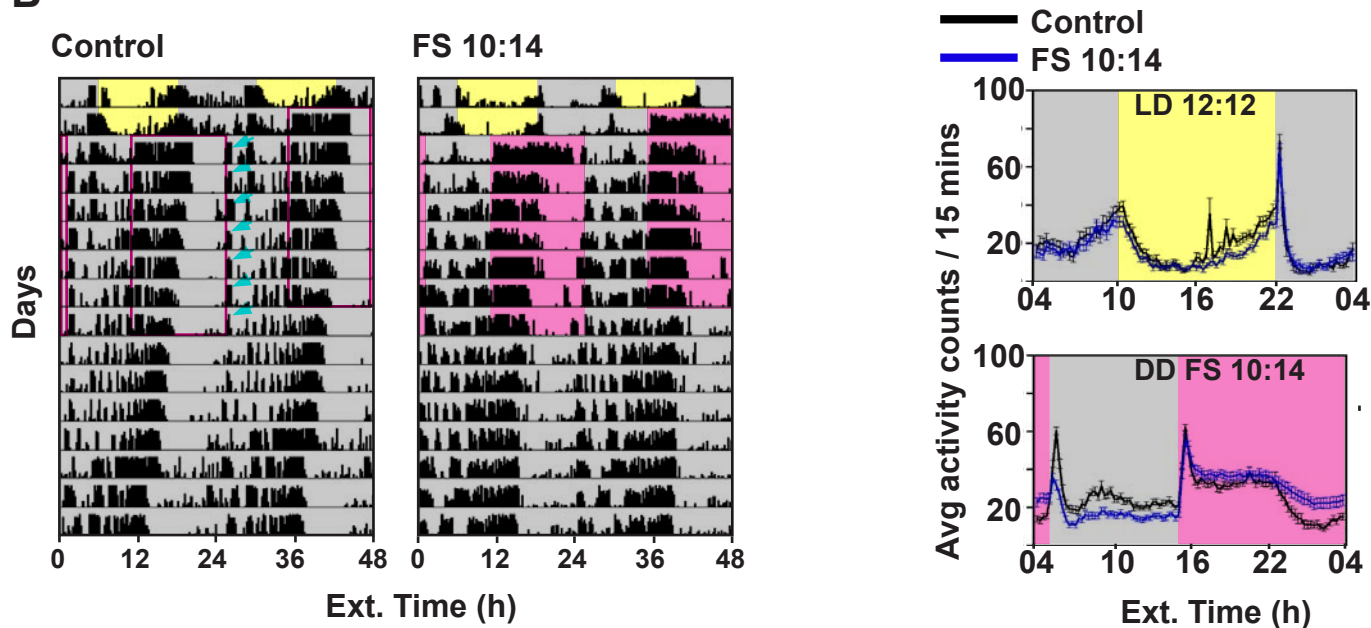 B
Control
FS 10:14
Days
0 12 24 36 48
0 12 24 36 48
Ext. Time (h)
Control
FS 10:14
Avg activity counts / 15 mins
100
LD 12:12
60
20
04 10 16 22 04
100
DD FS 10:14
60
20
04 10 16 22 04
Ext. Time (h)